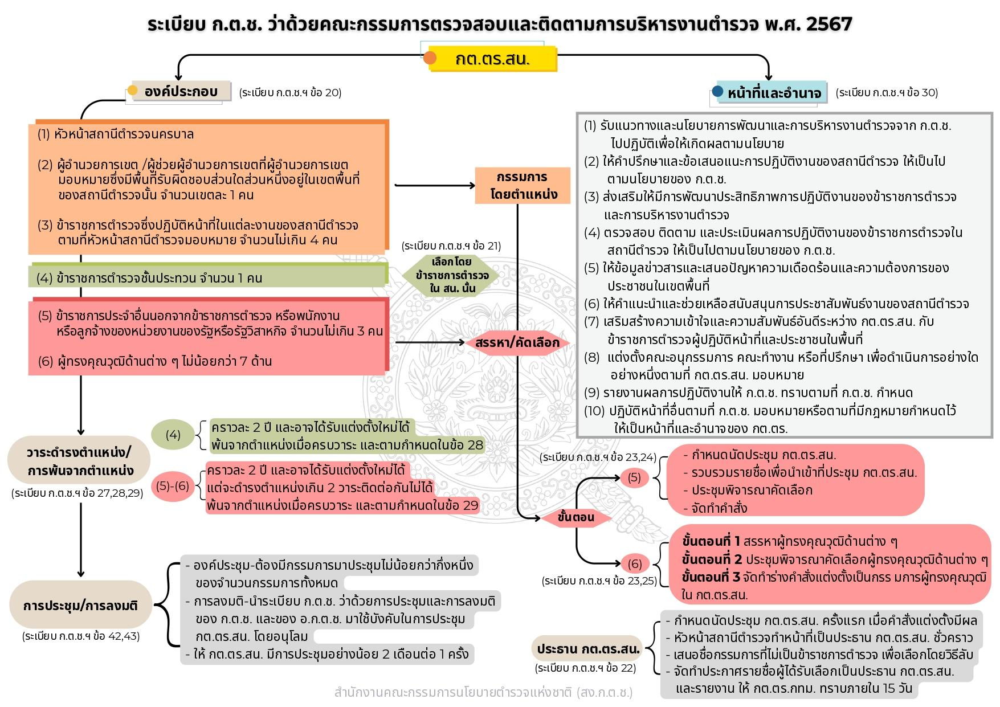 ระเบียบ ก.ต.ช. ว่าด้วยคณะกรรมการตรวจสอบและติดตามการบริหารงานตำรวจ พ.ศ. 2567
กต.ตร.สน.
องค์ประกอบ
(ระเบียบ ก.ต.ช.ฯ ข้อ 20)
(1) หัวหน้าสถานีตำรวจนครบาล
(2) ผู้อำนวยการเขต /ผู้ช่วยผู้อำนวยการเขตที่ผู้อำนวยการเขต
มอบหมายซึ่งมีพื้นที่รับผิดชอบส่วนใดส่วนหนึ่งอยู่ในเขตพื้นที่
ของสถานีตำรวจนั้น จำนวนเขตละ 1 คน
(3) ข้าราชการตำรวจซึ่งปฏิบัติหน้าที่ในแต่ละงานของสถานีตำรวจ
ตามที่หัวหน้าสถานีตำรวจมอบหมาย จำนวนไม่เกิน 4 คน
กรรมการ
โดยตำแหน่ง
(4) ข้าราชการตำรวจชั้นประทวน จำนวน 1 คน
(ระเบียบ ก.ต.ช.ฯ ข้อ 21)
เลือกโดย
ข้าราชการตำรวจ
ใน สน. นั้น
(5) ข้าราชการประจำอื่นนอกจากข้าราชการตำรวจ หรือพนักงาน
หรือลูกจ้างของหน่วยงานของรัฐหรือรัฐวิสาหกิจ จำนวนไม่เกิน 3 คน
(6) ผู้ทรงคุณวุฒิด้านต่าง ๆ ไม่น้อยกว่า 7 ด้าน
สรรหา/คัดเลือก
หน้าที่และอำนาจ
(ระเบียบ ก.ต.ช.ฯ ข้อ 30)
(1) รับแนวทางและนโยบายการพัฒนาและการบริหารงานตำรวจจาก ก.ต.ช.
ไปปฏิบัติเพื่อให้เกิดผลตามนโยบาย
(2) ให้คำปรึกษาและข้อเสนอแนะการปฏิบัติงานของสถานีตำรวจ ให้เป็นไป
ตามนโยบายของ ก.ต.ช.
(3) ส่งเสริมให้มีการพัฒนาประสิทธิภาพการปฏิบัติงานของข้าราชการตำรวจ
และการบริหารงานตำรวจ
(4) ตรวจสอบ ติดตาม และประเมินผลการปฏิบัติงานของข้าราชการตำรวจใน
สถานีตำรวจ ให้เป็นไปตามนโยบายของ ก.ต.ช.
(5) ให้ข้อมูลข่าวสารและเสนอปัญหาความเดือดร้อนและความต้องการของ
ประชาชนในเขตพื้นที่
(6) ให้คำแนะนำและช่วยเหลือสนับสนุนการประชาสัมพันธ์งานของสถานีตำรวจ
(7) เสริมสร้างความเข้าใจและความสัมพันธ์อันดีระหว่าง กต.ตร.สน. กับ
ข้าราชการตำรวจผู้ปฏิบัติหน้าที่และประชาชนในพื้นที่
(8) แต่งตั้งคณะอนุกรรมการ คณะทำงาน หรือที่ปรึกษา เพื่อดำเนินการอย่างใด
อย่างหนึ่งตามที่ กต.ตร.สน. มอบหมาย
(9) รายงานผลการปฏิบัติงานให้ ก.ต.ช. ทราบตามที่ ก.ต.ช. กำหนด
(10) ปฏิบัติหน้าที่อื่นตามที่ ก.ต.ช. มอบหมายหรือตามที่มีกฎหมายกำหนดไว้
ให้เป็นหน้าที่และอำนาจของ กต.ตร.
วาระดำรงตำแหน่ง/
การพ้นจากตำแหน่ง
(ระเบียบ ก.ต.ช.ฯ ข้อ 27,28,29)
(4)
คราวละ 2 ปี และอาจได้รับแต่งตั้งใหม่ได้
พ้นจากตำแหน่งเมื่อครบวาระ และตามกำหนดในข้อ 28
(5)-(6)
คราวละ 2 ปี และอาจได้รับแต่งตั้งใหม่ได้
แต่จะดำรงตำแหน่งเกิน 2 วาระติดต่อกันไม่ได้
พ้นจากตำแหน่งเมื่อครบวาระ และตามกำหนดในข้อ 29
ขั้นตอน
(ระเบียบ ก.ต.ช.ฯ ข้อ 23,24)
(5)
- กำหนดนัดประชุม กต.ตร.สน.
- รวบรวมรายชื่อเพื่อนำเข้าที่ประชุม กต.ตร.สน.
- ประชุมพิจารณาคัดเลือก
- จัดทำคำสั่ง
(6)
(ระเบียบ ก.ต.ช.ฯ ข้อ 23,25)
ขั้นตอนที่ 1 สรรหาผู้ทรงคุณวุฒิด้านต่าง ๆ
ขั้นตอนที่ 2 ประชุมพิจารณาคัดเลือกผู้ทรงคุณวุฒิด้านต่าง ๆ
ขั้นตอนที่ 3 จัดทำร่างคำสั่งแต่งตั้งเป็นกรร มการผู้ทรงคุณวุฒิ
ใน กต.ตร.สน.
การประชุม/การลงมติ
(ระเบียบ ก.ต.ช.ฯ ข้อ 42,43)
- องค์ประชุม-ต้องมีกรรมการมาประชุมไม่น้อยกว่ากึ่งหนึ่ง
ของจำนวนกรรมการทั้งหมด
- การลงมติ-นำระเบียบ ก.ต.ช. ว่าด้วยการประชุมและการลงมติ
ของ ก.ต.ช. และของ อ.ก.ต.ช. มาใช้บังคับในการประชุม
กต.ตร.สน. โดยอนุโลม
- ให้ กต.ตร.สน. มีการประชุมอย่างน้อย 2 เดือนต่อ 1 ครั้ง
ประธาน กต.ตร.สน.
(ระเบียบ ก.ต.ช.ฯ ข้อ 22)
- กำหนดนัดประชุม กต.ตร.สน. ครั้งแรก เมื่อคำสั่งแต่งตั้งมีผล
- หัวหน้าสถานีตำรวจทำหน้าที่เป็นประธาน กต.ตร.สน. ชั่วคราว
- เสนอชื่อกรรมการที่ไม่เป็นข้าราชการตำรวจ เพื่อเลือกโดยวิธีลับ
- จัดทำประกาศรายชื่อผู้ได้รับเลือกเป็นประธาน กต.ตร.สน.
และรายงาน ให้ กต.ตร.กทม. ทราบภายใน 15 วัน
สำนักงานคณะกรรมการนโยบายตำรวจแห่งชาติ (สง.ก.ต.ช.)